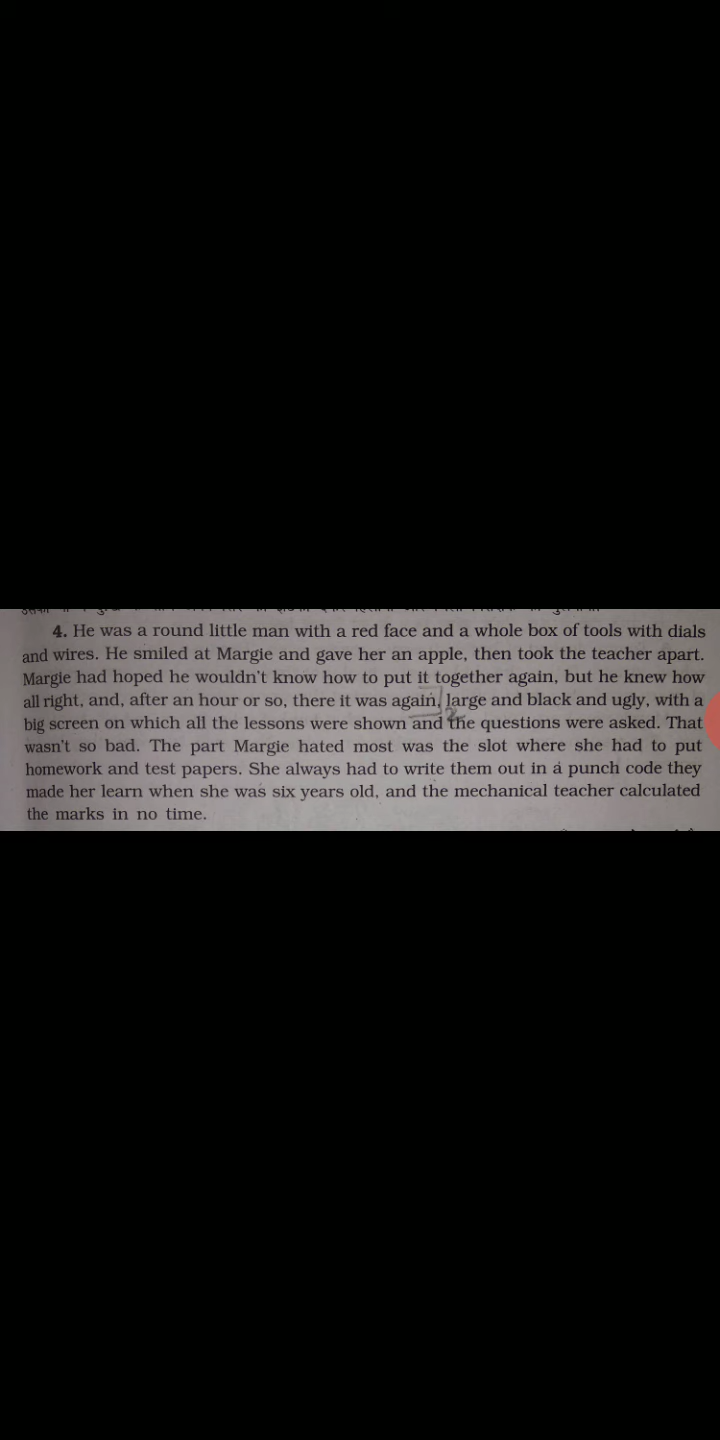 4. He was a round little man with a red face and a whole box of tools with dials
and wires. He smiled at Margie and gave her an apple, then took the teacher apart.
Margie had hoped he wouldn't know how to put it together again, but he knew how
all right, and, after an hour or so, there it was again, large and black and ugly, with a
big screen on which all the lessons were shown and the questions were asked. That
wasn't so bad. The part Margie hated most was the slot where she had to put
homework and test papers. She always had to write them out in a punch code they
made her learn when she was six years old, and the mechanical teacher calculated
the marks in no time.